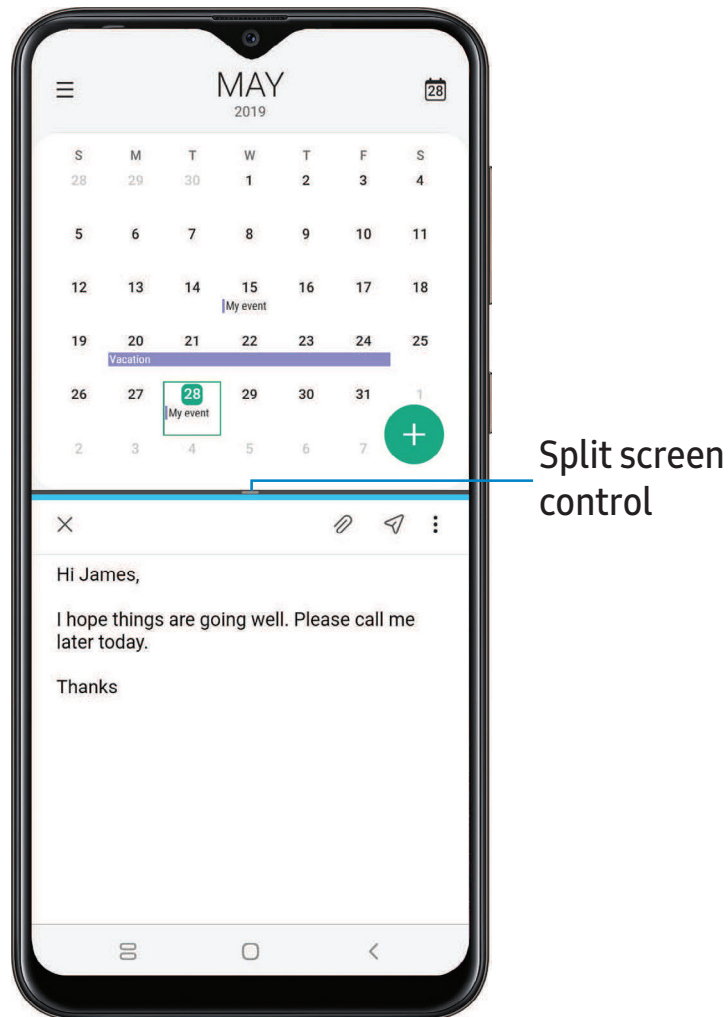 MAY
28
2019
S M T W T F S
28 29 30 1 2 3 4
5 6 7 8 9 10 11
12 13 14 15 16 17 18
My event
19 20 21 22 23 24 25
Vacation
26 27 28 29 30 31 1
My event
2 3 4 5 6 7
Split screen
control
Hi James,
I hope things are going well. Please call me
later today.
Thanks